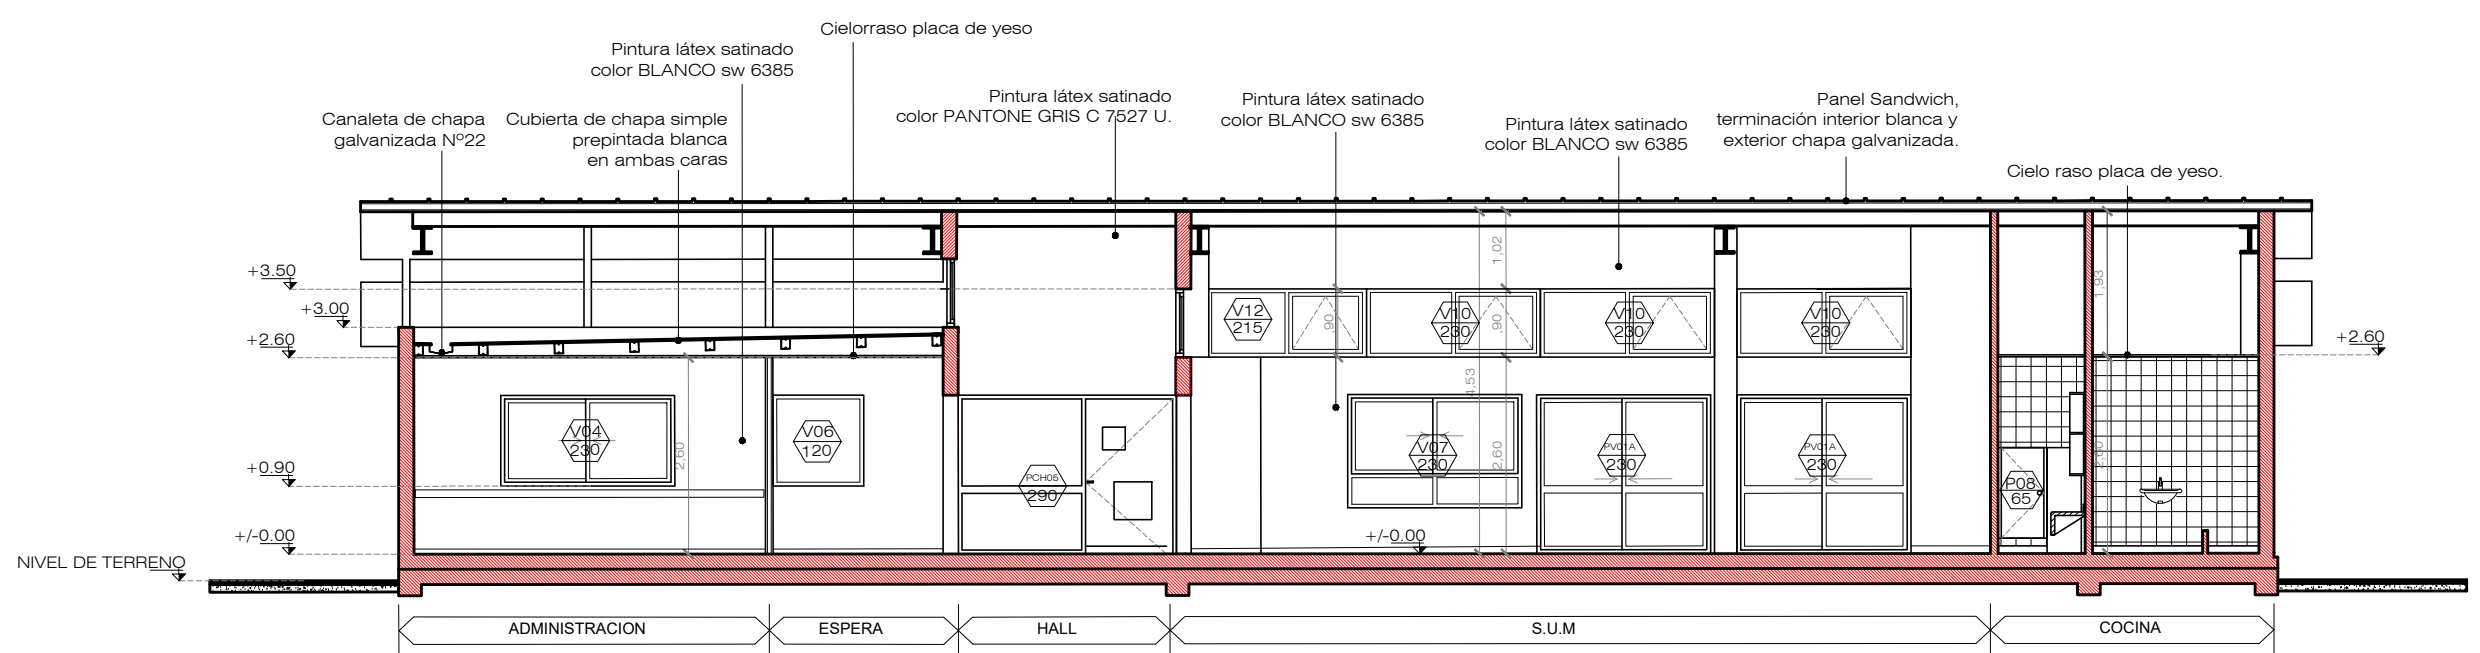 Cielorraso placa de yeso
Pintura látex satinado
color BLANCO sw 6385
Canaleta de chapa
galvanizada Nº22
Cubierta de chapa simple
prepintada blanca
en ambas caras
Pintura látex satinado
color PANTONE GRIS C 7527 U.
Pintura látex satinado
color BLANCO sw 6385
Pintura látex satinado
color BLANCO sw 6385
Panel Sandwich,
terminación interior blanca y
exterior chapa galvanizada.
Cielo raso placa de yeso.
+3.50
+3.00
+2.60
+0.90
+/-0.00
NIVEL DE TERRENO
V04
230
2,60
V06
120
PCH05
290
V12
215
,90
V10
230
,90
1,02
4,53
2,60
V10
230
V10
230
V07
230
PV01A
230
PV01A
230
+/-0.00
P08
65
1,93
2,60
+2.60
ADMINISTRACION
ESPERA
HALL
S.U.M
COCINA